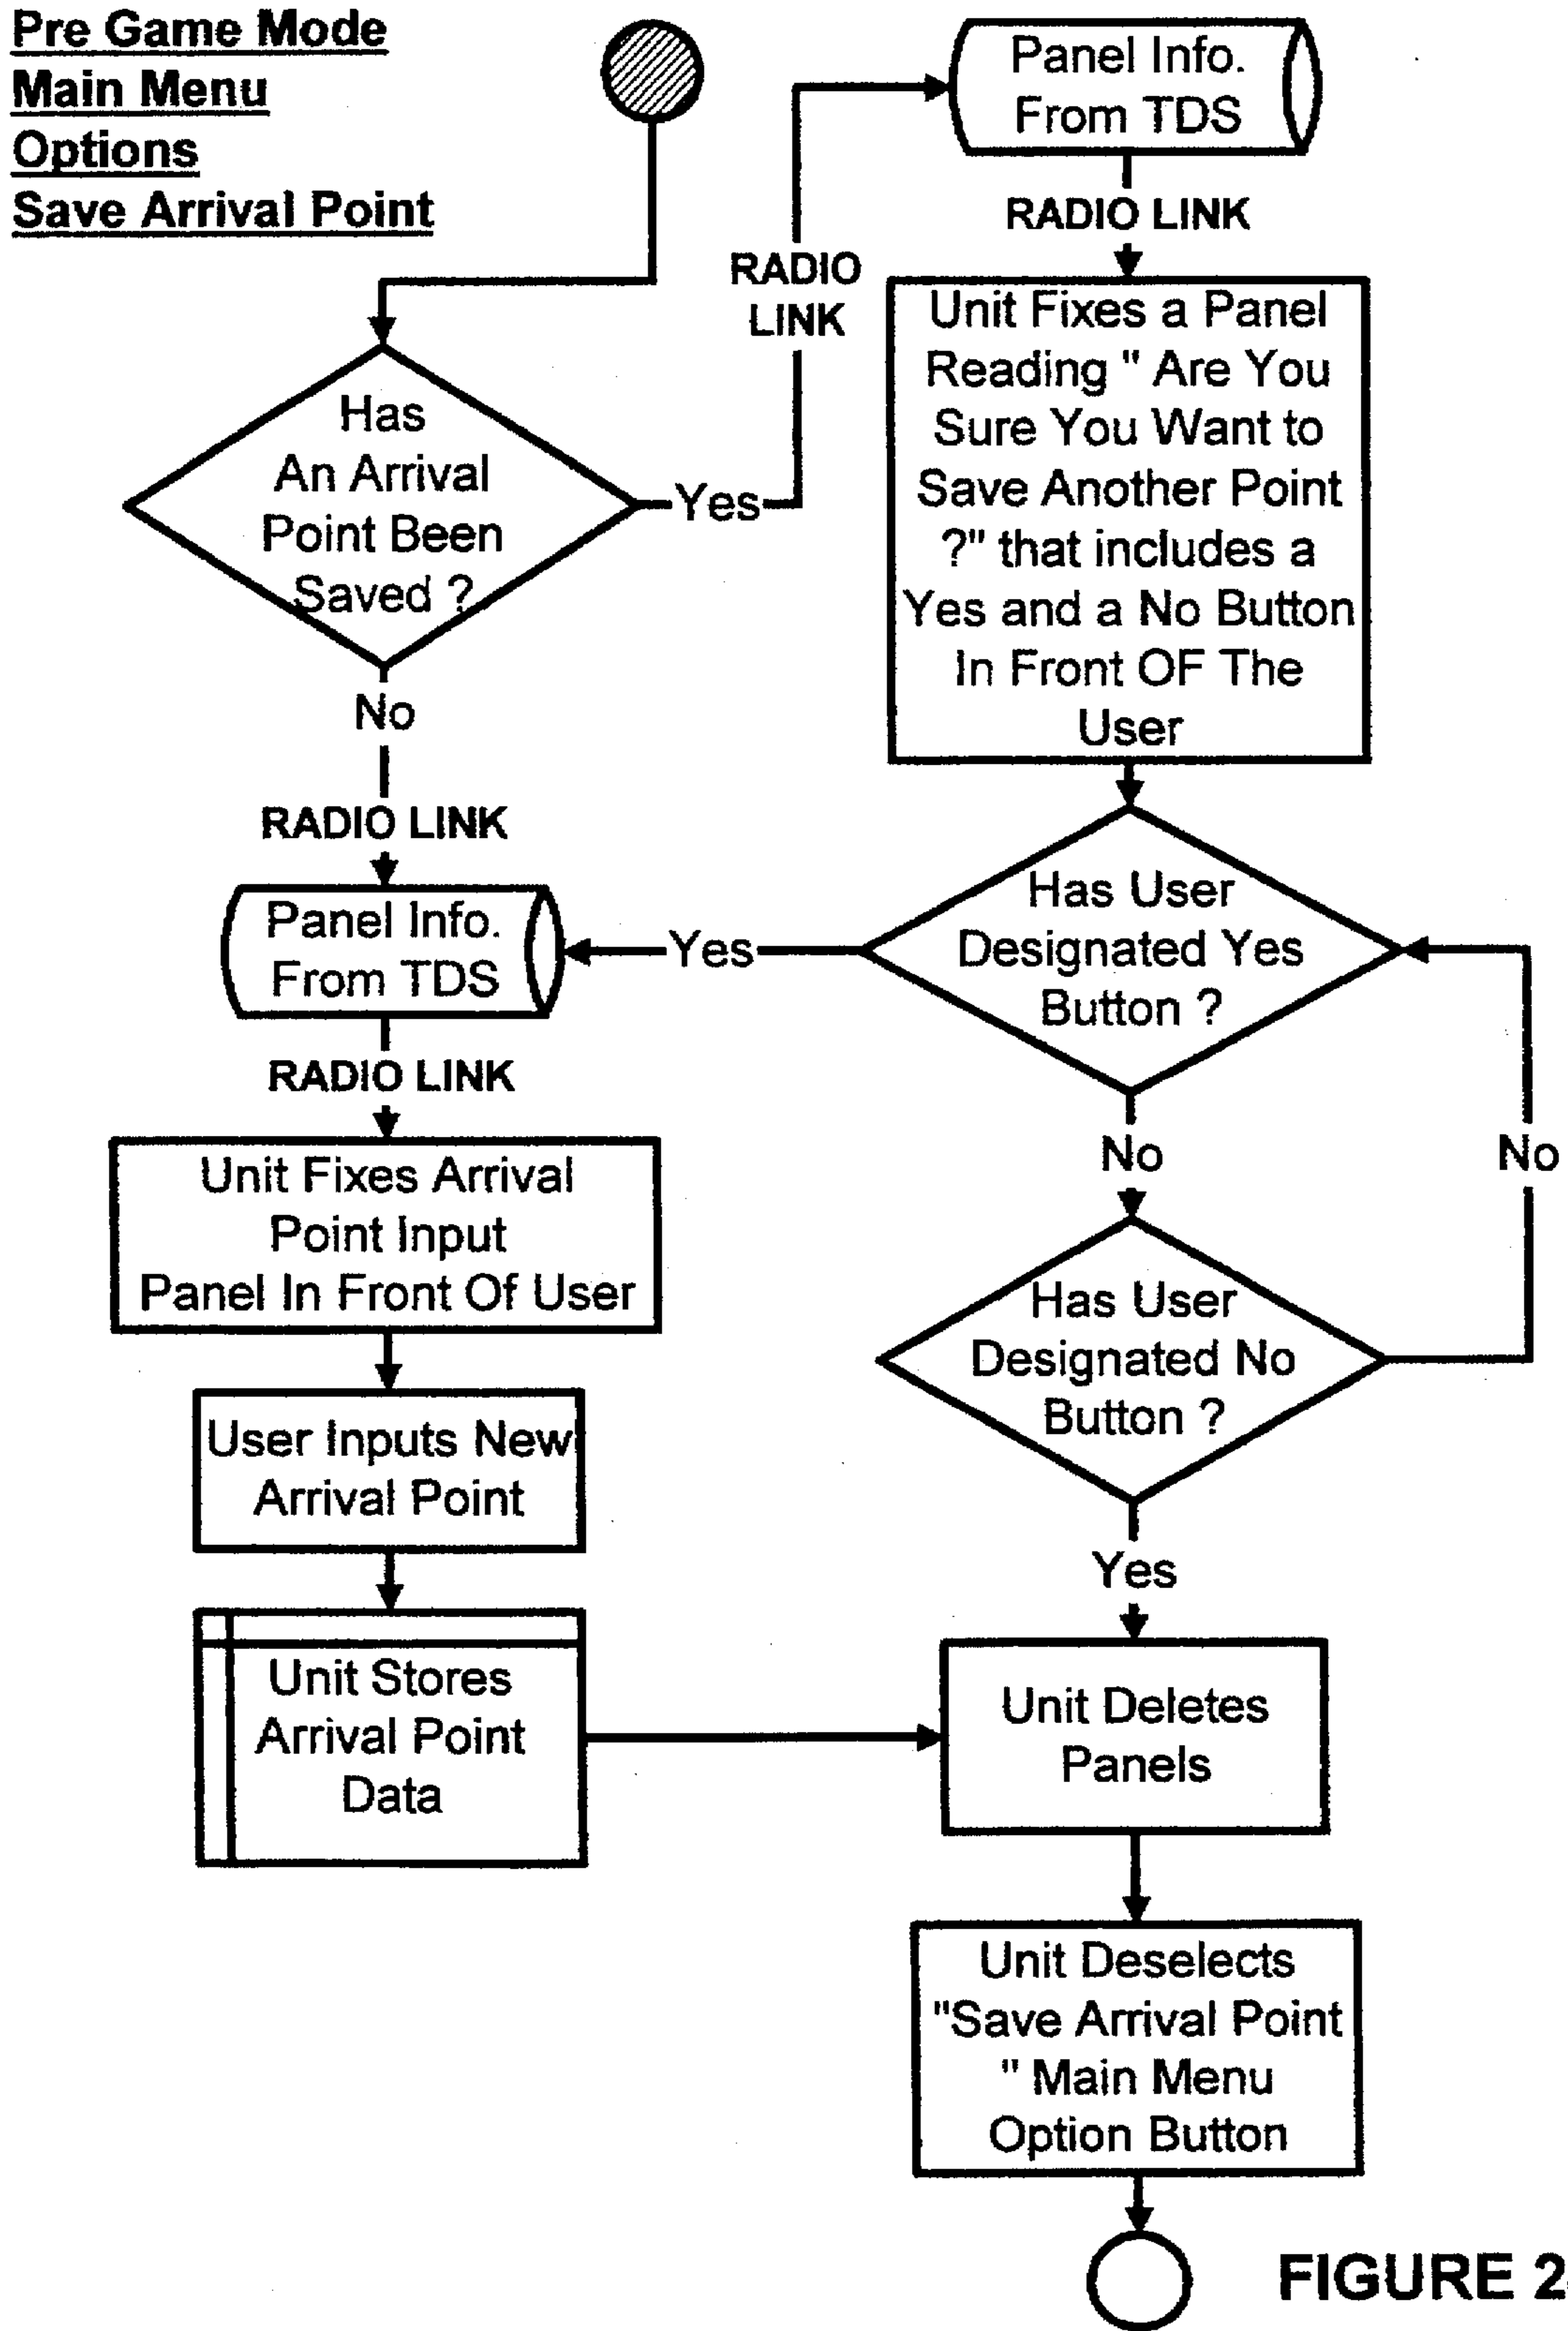 Pre Game Mode
Main Menu
Options
Save Arrival Point
Panel Info.
From TDS
RADIO LINK
RADIO
LINK
Unit Fixes a Panel
Reading " Are You
Sure You Want to
Save Another Point
?" that includes a
Yes and a No Button
In Front OF The
User
Has
An Arrival
Point Been
Saved ?
Yes
No
RADIO LINK
Panel Info.
From TDS
Yes
Has User
Designated Yes
Button ?
RADIO LINK
No
No
Unit Fixes Arrival
Point Input
Panel In Front Of User
Has User
Designated No
Button ?
User Inputs New
Arrival Point
Yes
Unit Stores
Arrival Point
Data
Unit Deletes
Panels
Unit Deselects
"Save Arrival Point
" Main Menu
Option Button
FIGURE 2